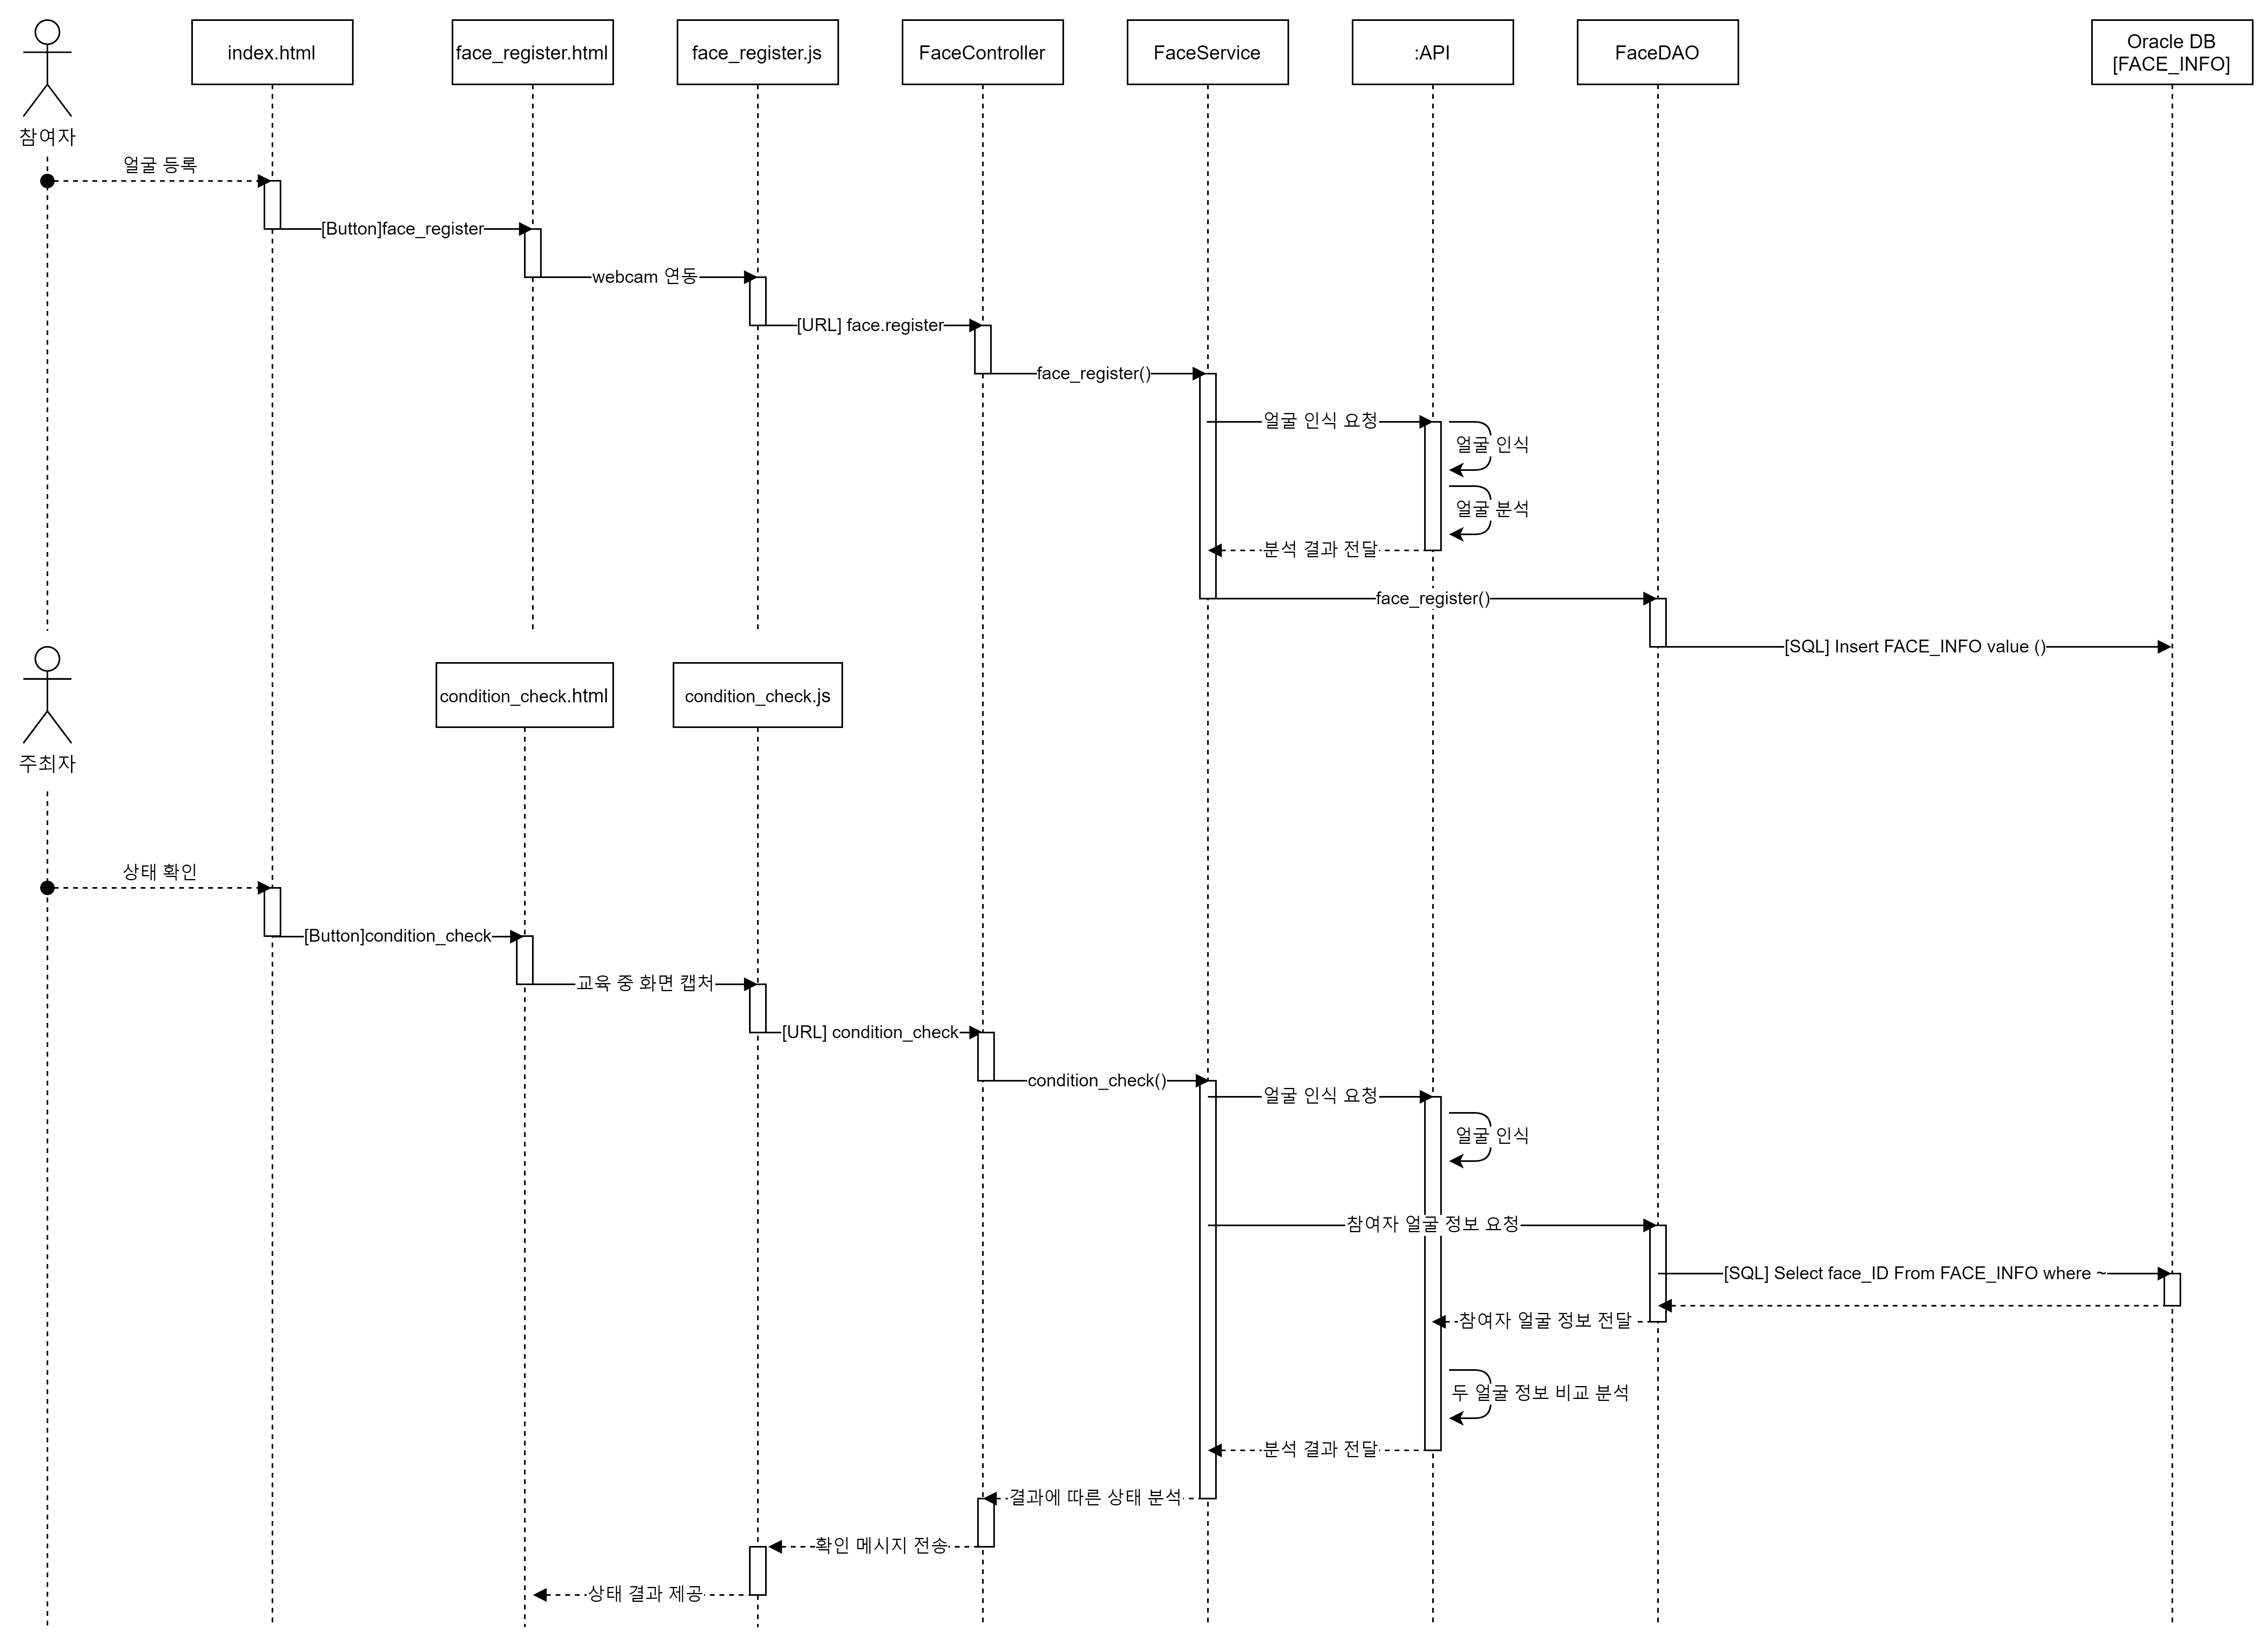 index.html
face_register.html
face_register.js
FaceController
FaceService
:API
FaceDAO
Oracle DB
[FACE_INFO]
참여자
얼굴 등록
[Button]face_register
webcam 연동
[URL] face.register
face_register()
얼굴 인식 요청
얼굴 인식
얼굴 분석
분석 결과 전달
face_register()
[SQL] Insert FACE_INFO value ()
condition_check.html
condition_check.js
주최자
상태 확인
[Button]condition_check
교육 중 화면 캡처
[URL] condition_check
condition_check()
얼굴 인식 요청
얼굴 인식
참여자 얼굴 정보 요청
[SQL] Select face_ID From FACE_INFO where ~
참여자 얼굴 정보 전달
두 얼굴 정보 비교 분석
분석 결과 전달
결과에 따른 상태 분석
확인 메시지 전송
상태 결과 제공